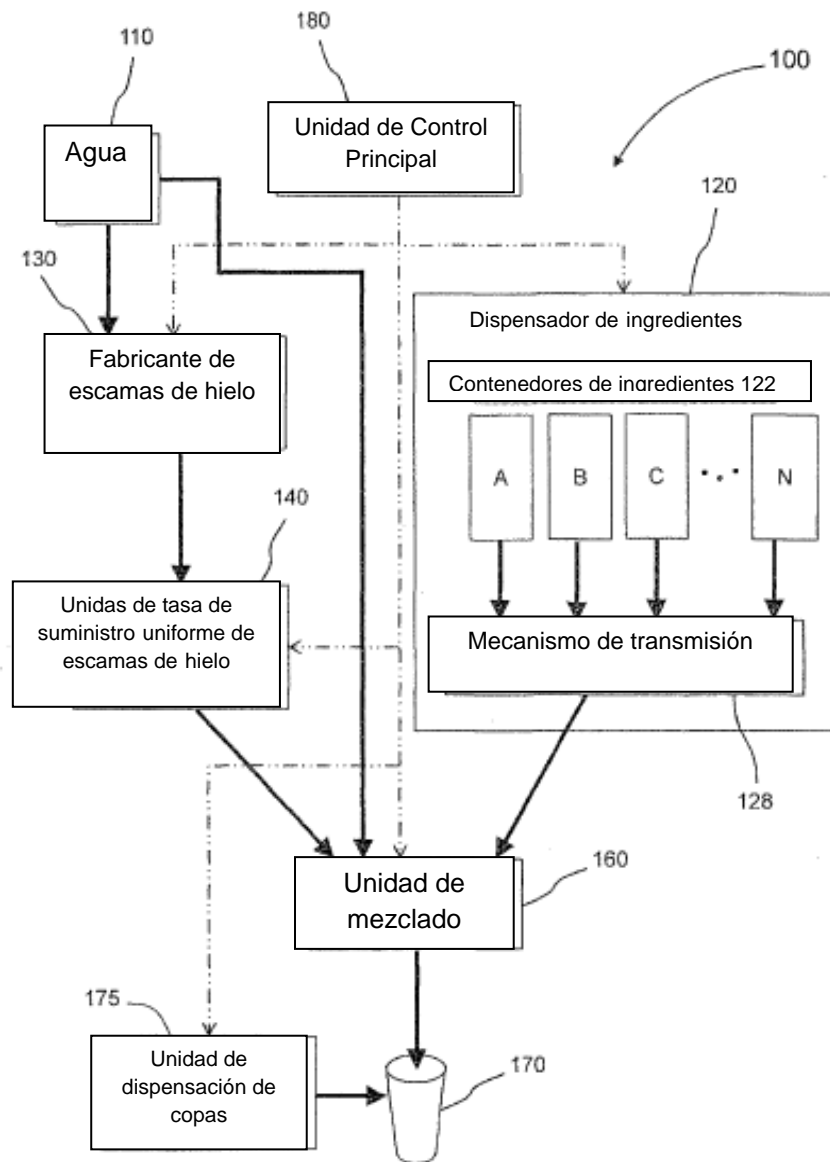 110
180
100
Agua
Unidad de Control
Principal
120
130
Dispensador de ingredientes
Fabricante de
escamas de hielo
Contenedores de ingredientes 122
A
B
C
N
140
Unidas de tasa de
suministro uniforme de
escamas de hielo
Mecanismo de transmisión
128
Unidad de
mezclado
160
175
Unidad de
dispensación de
copas
170